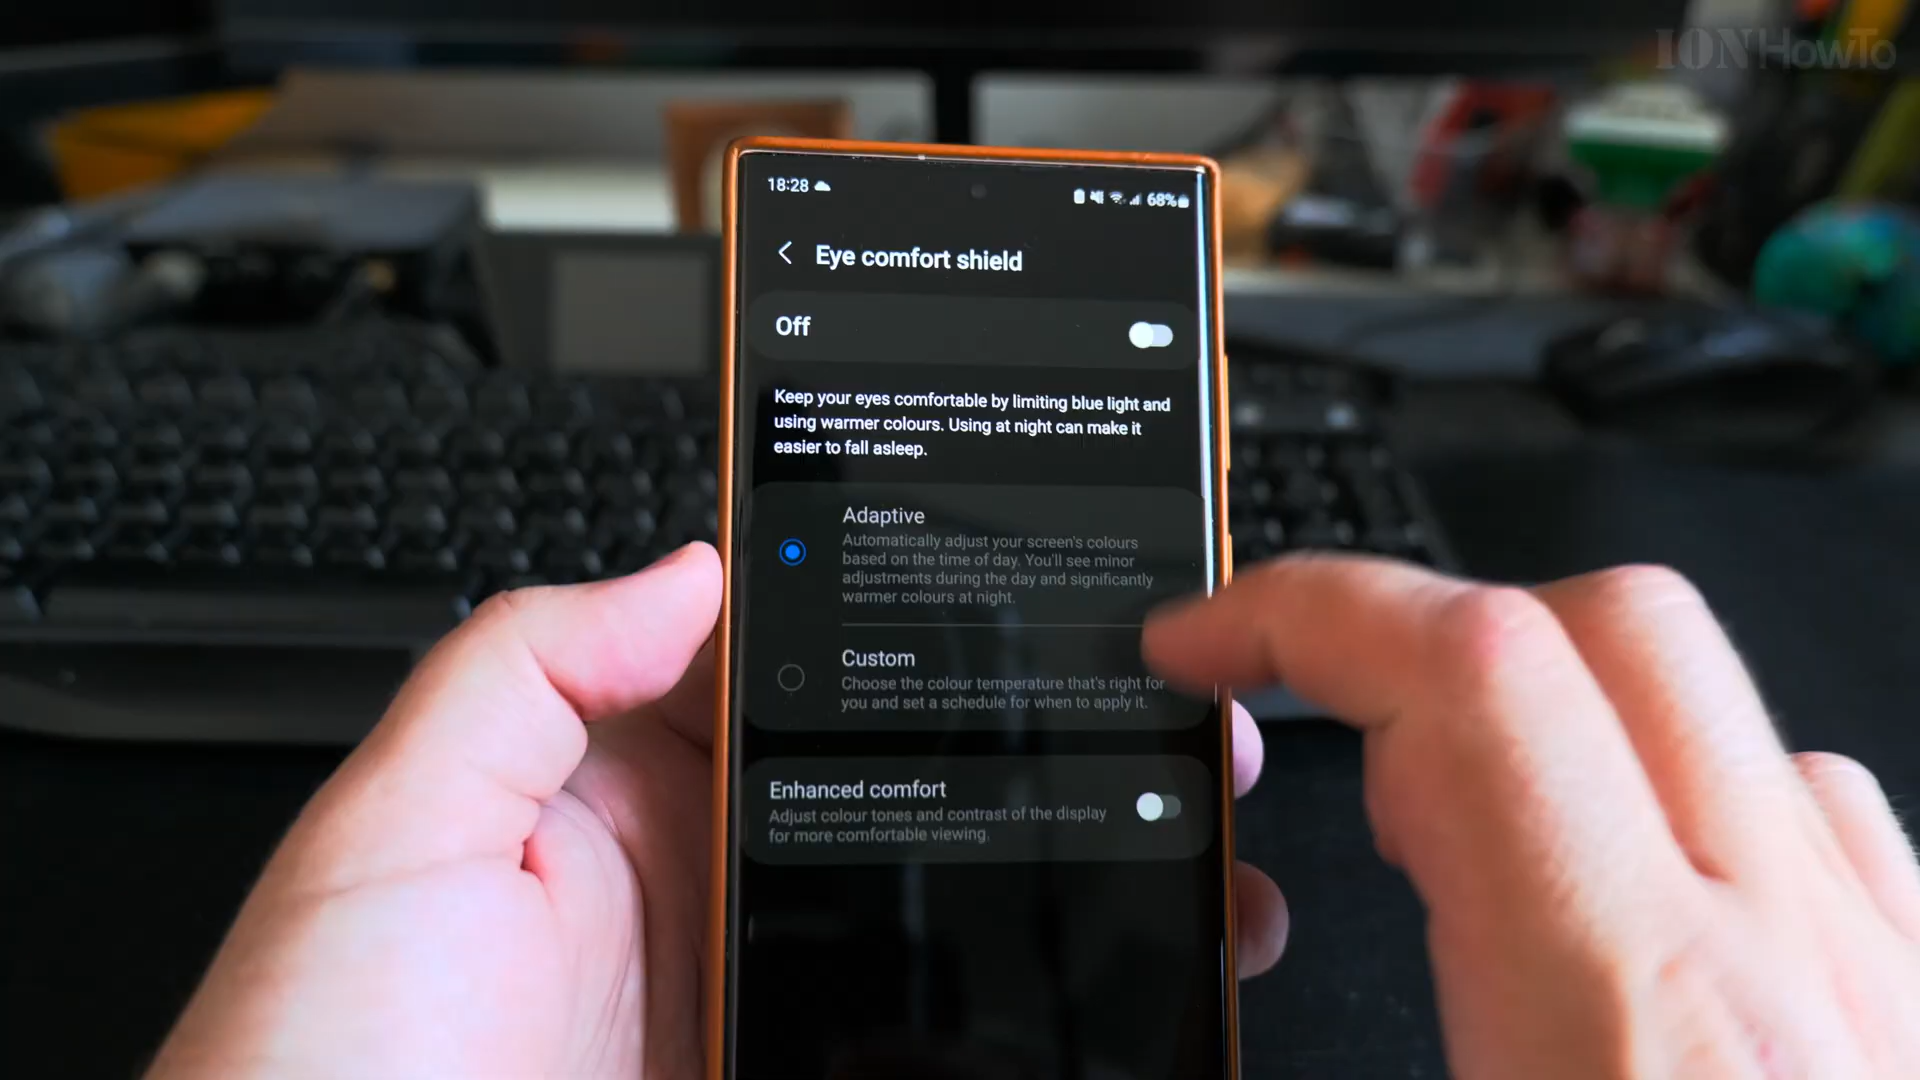 IONHowTo
18:28
68%
Eye comfort shield
Off
Keep your eyes comfortable by limiting blue light and
using warmer colours. Using at night can make it
easier to fall asleep.
Adaptive
Automatically adjust your screen's colours
based on the time of day. You'll see minor
adjustments during the day and significantly
warmer colours at night.
Custom
Choose the colour temperature that's right for
you and set a schedule for when to apply it.
Enhanced comfort
Adjust colour tones and contrast of the display
for more comfortable viewing.